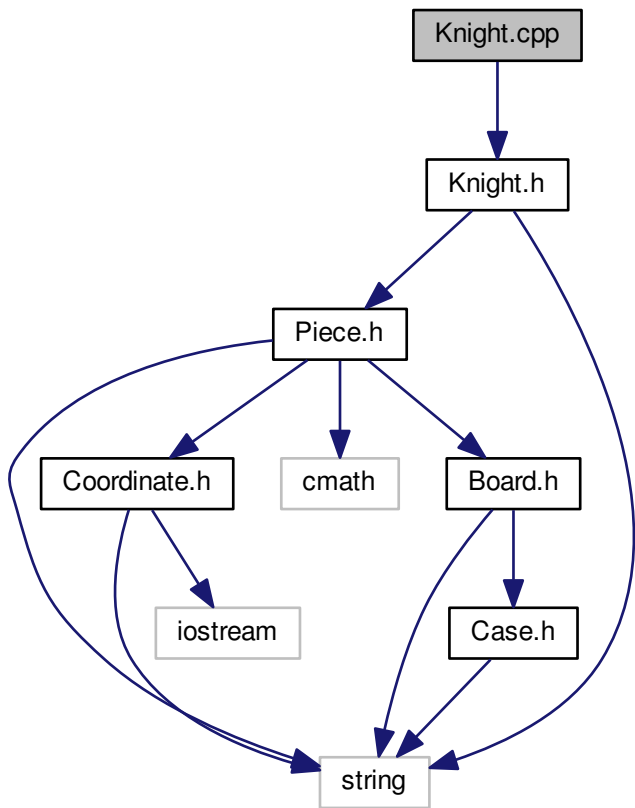 Knight.cpp
Knight.h
Piece.h
Coordinate.h
cmath
Board.h
iostream
Case.h
string